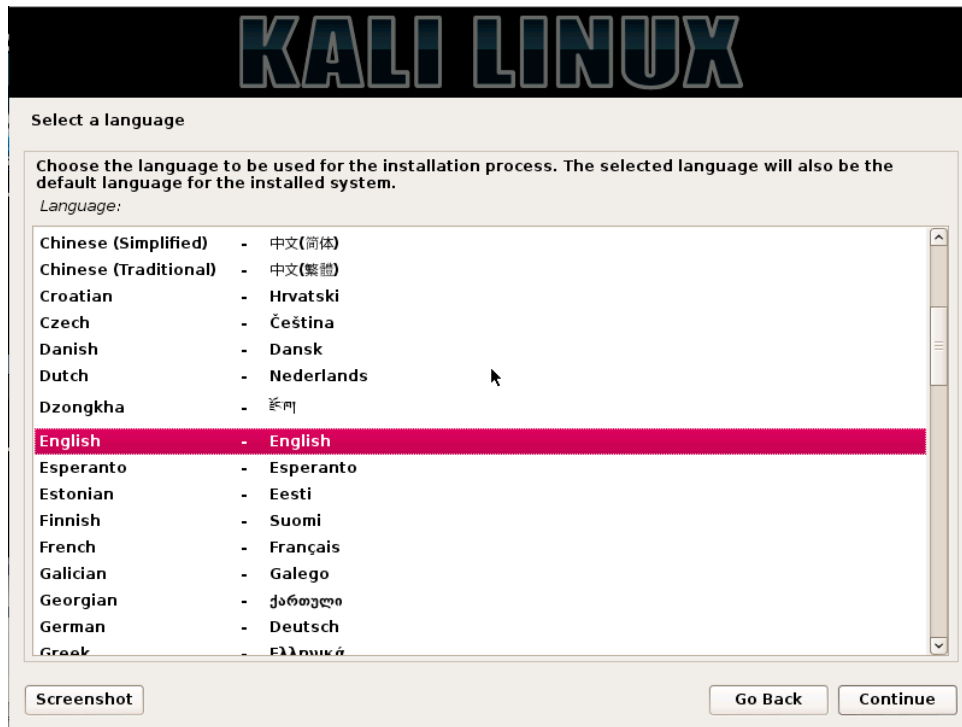 KALI LINUX
Select a language
Choose the language to be used for the installation process. The selected language will also be the
default language for the installed system.
Language:
Chinese (Simplified) - 中文(简体)
Chinese (Traditional) - 中文(繁體)
Croatian - Hrvatski
Czech - Čeština
Danish - Dansk
Dutch - Nederlands
Dzongkha - རྫོང་ཁ།
English - English
Esperanto - Esperanto
Estonian - Eesti
Finnish - Suomi
French - Français
Galician - Galego
Georgian - ქართული
German - Deutsch
Greek - Ελληνικά
Screenshot Go Back Continue